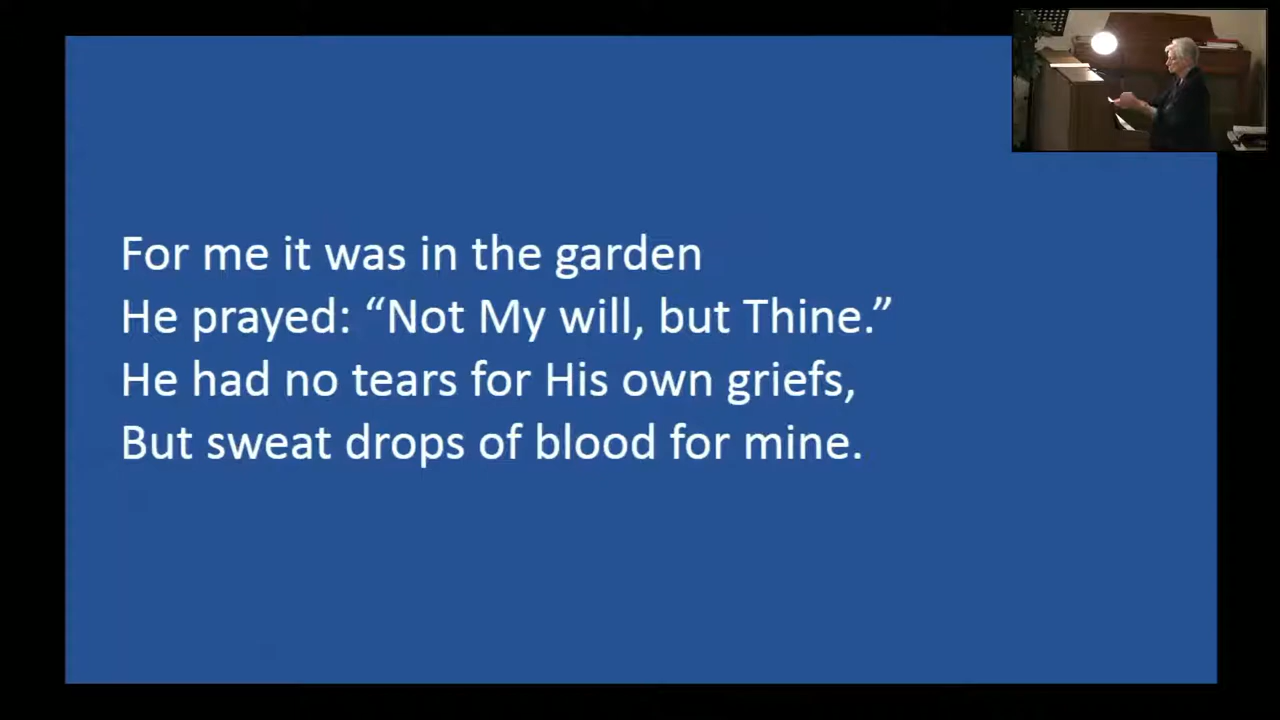 For me it was in the garden
He prayed: “Not My will, but Thine.”
He had no tears for His own griefs,
But sweat drops of blood for mine.